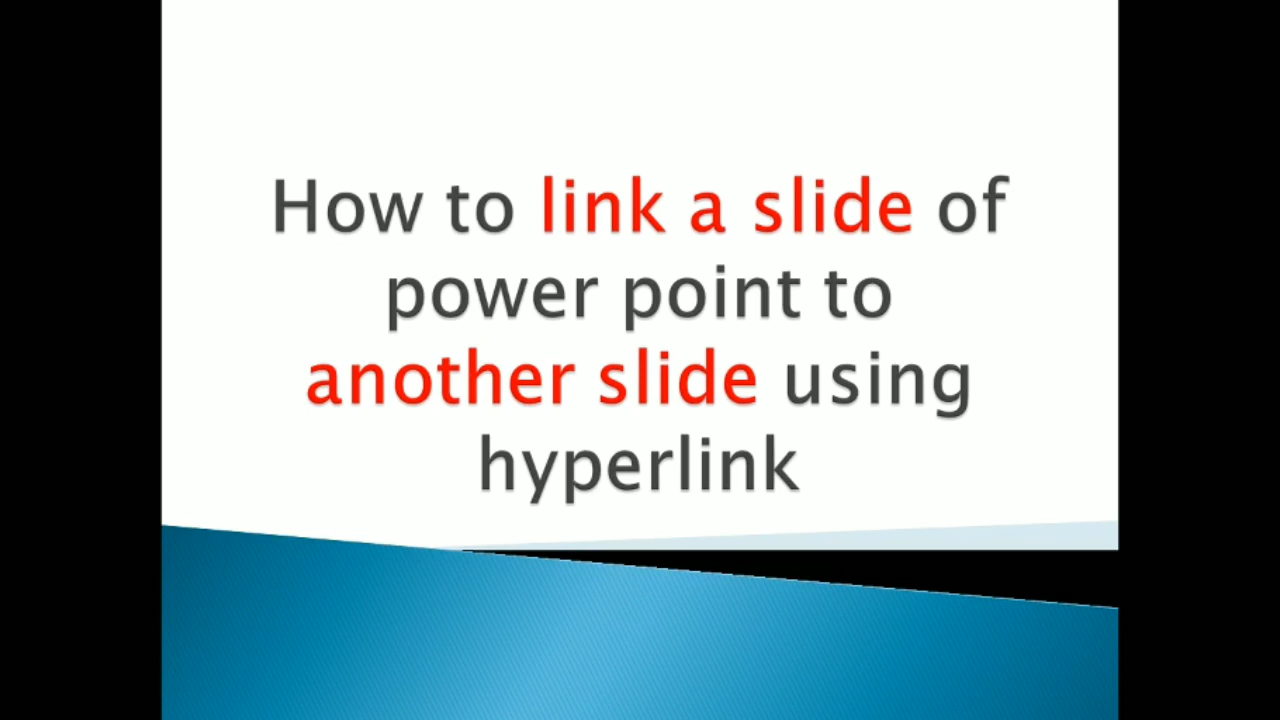 How to link a slide of
power point to
another slide using
hyperlink